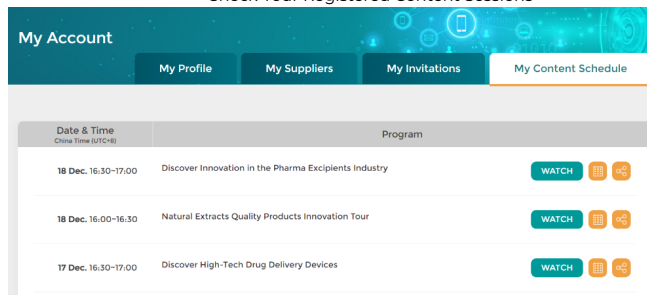 Check Your Registered Content Sessions
My Account
My Profile
My Suppliers
My Invitations
My Content Schedule
Date & Time
China Time (UTC+8)
Program
18 Dec. 16:30~17:00
Discover Innovation in the Pharma Excipients Industry
WATCH
18 Dec. 16:00~16:30
Natural Extracts Quality Products Innovation Tour
WATCH
17 Dec. 16:30~17:00
Discover High-Tech Drug Delivery Devices
WATCH